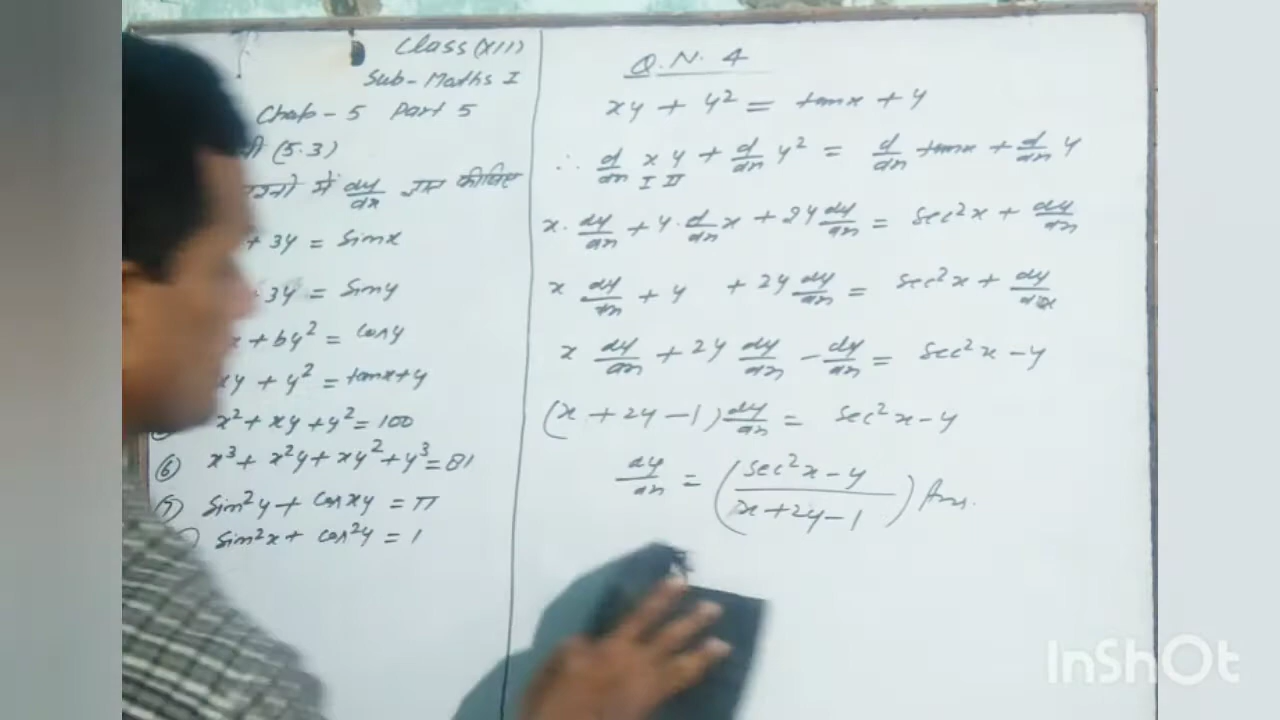 Class (XII)
Sub - Maths I
Chap - 5 Part 5
(5.3)
में dy/dx ज्ञात कीजिए
+ 3y = sinx
3y = siny
+ by² = cosy
xy + y² = tanx + y
x² + xy + y² = 100
⑥ x³ + x²y + xy² + y³ = 81
⑦ sin²y + cosxy = π
sin²x + cos²y = 1
Q.N. 4
xy + y² = tanx + y
∴ d/dx x y + d/dx y² = d/dx tanx + d/dx y
I II
x. dy/dx + y. d/dx x + 2y dy/dx = sec²x + dy/dx
x dy/dx + y + 2y dy/dx = sec²x + dy/dx
x dy/dx + 2y dy/dx - dy/dx = sec²x - y
(x + 2y - 1) dy/dx = sec²x - y
dy/dx = (sec²x - y / x + 2y - 1) Ans.
InShOt